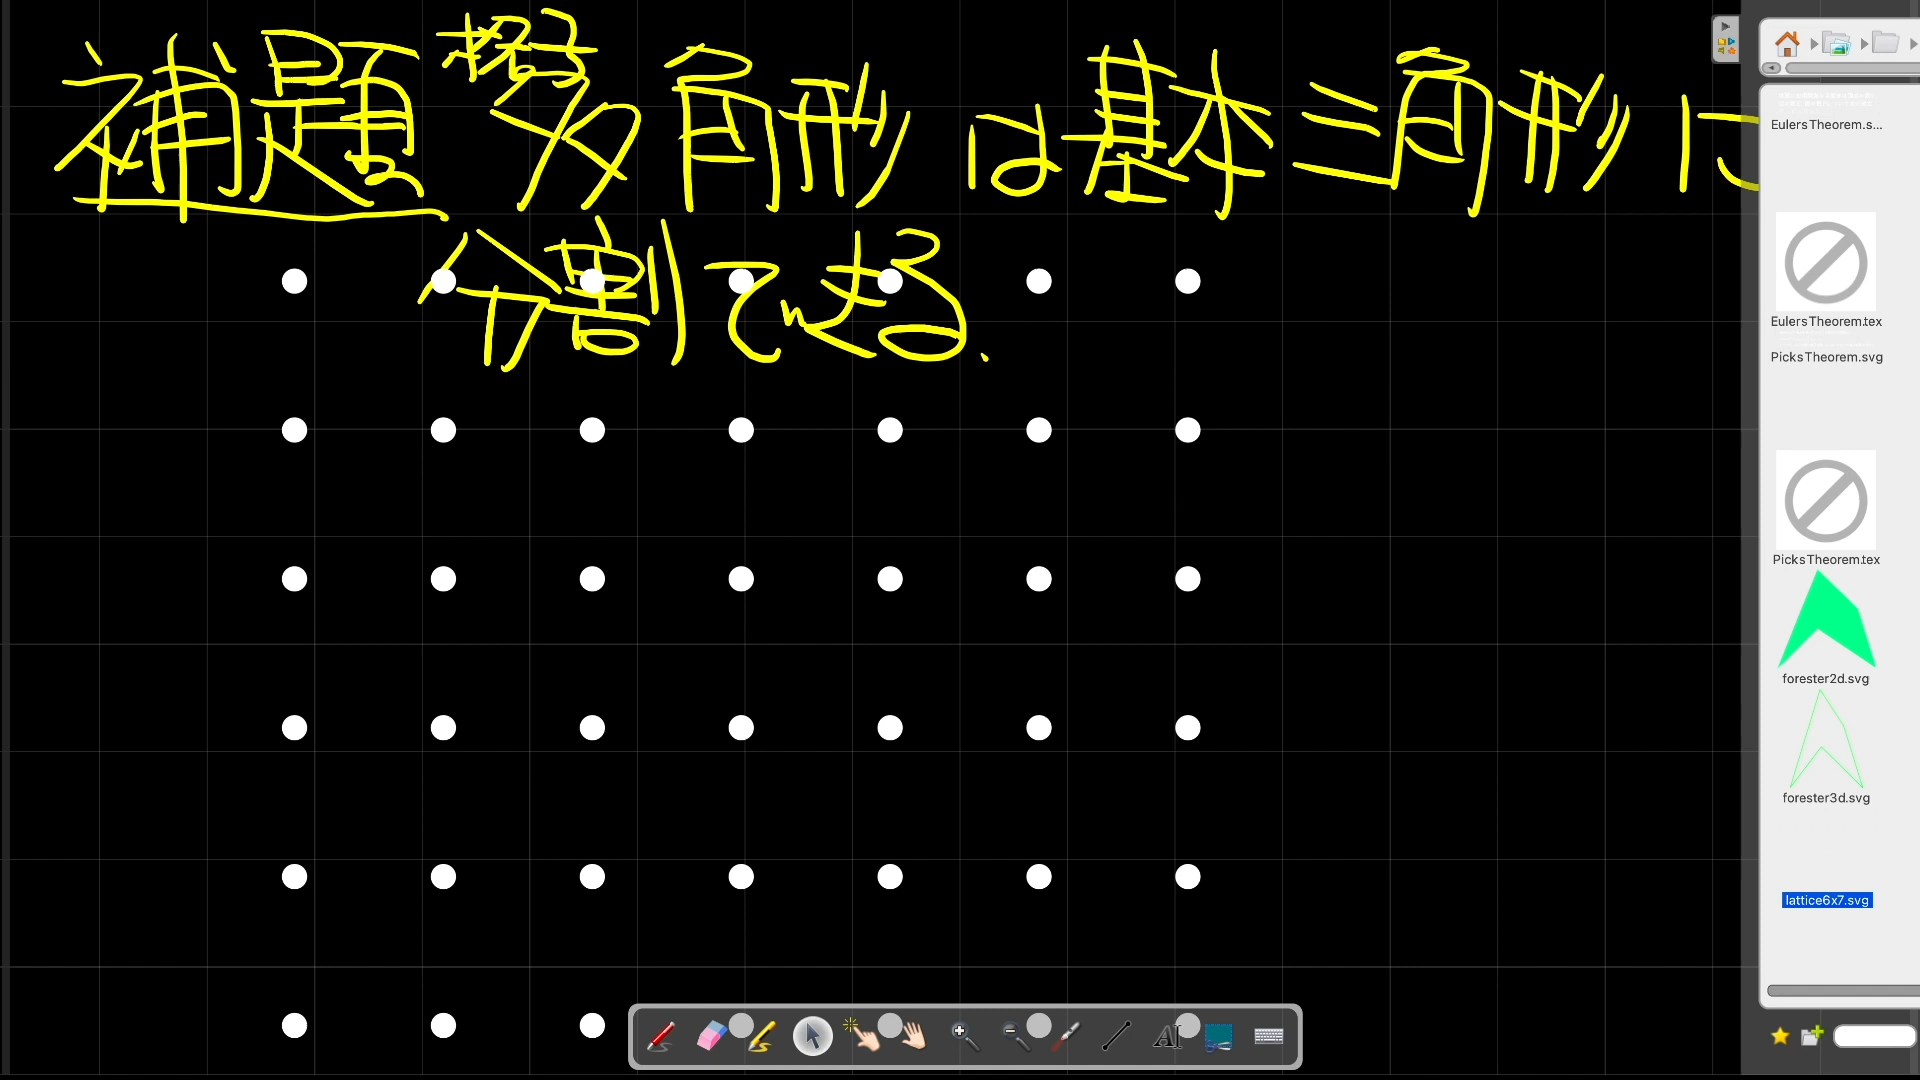 補題 格子多角形は基本三角形に
分割できる.
EulersTheorem.s...
EulersTheorem.tex
PicksTheorem.svg
PicksTheorem.tex
forester2d.svg
forester3d.svg
lattice6x7.svg
AI